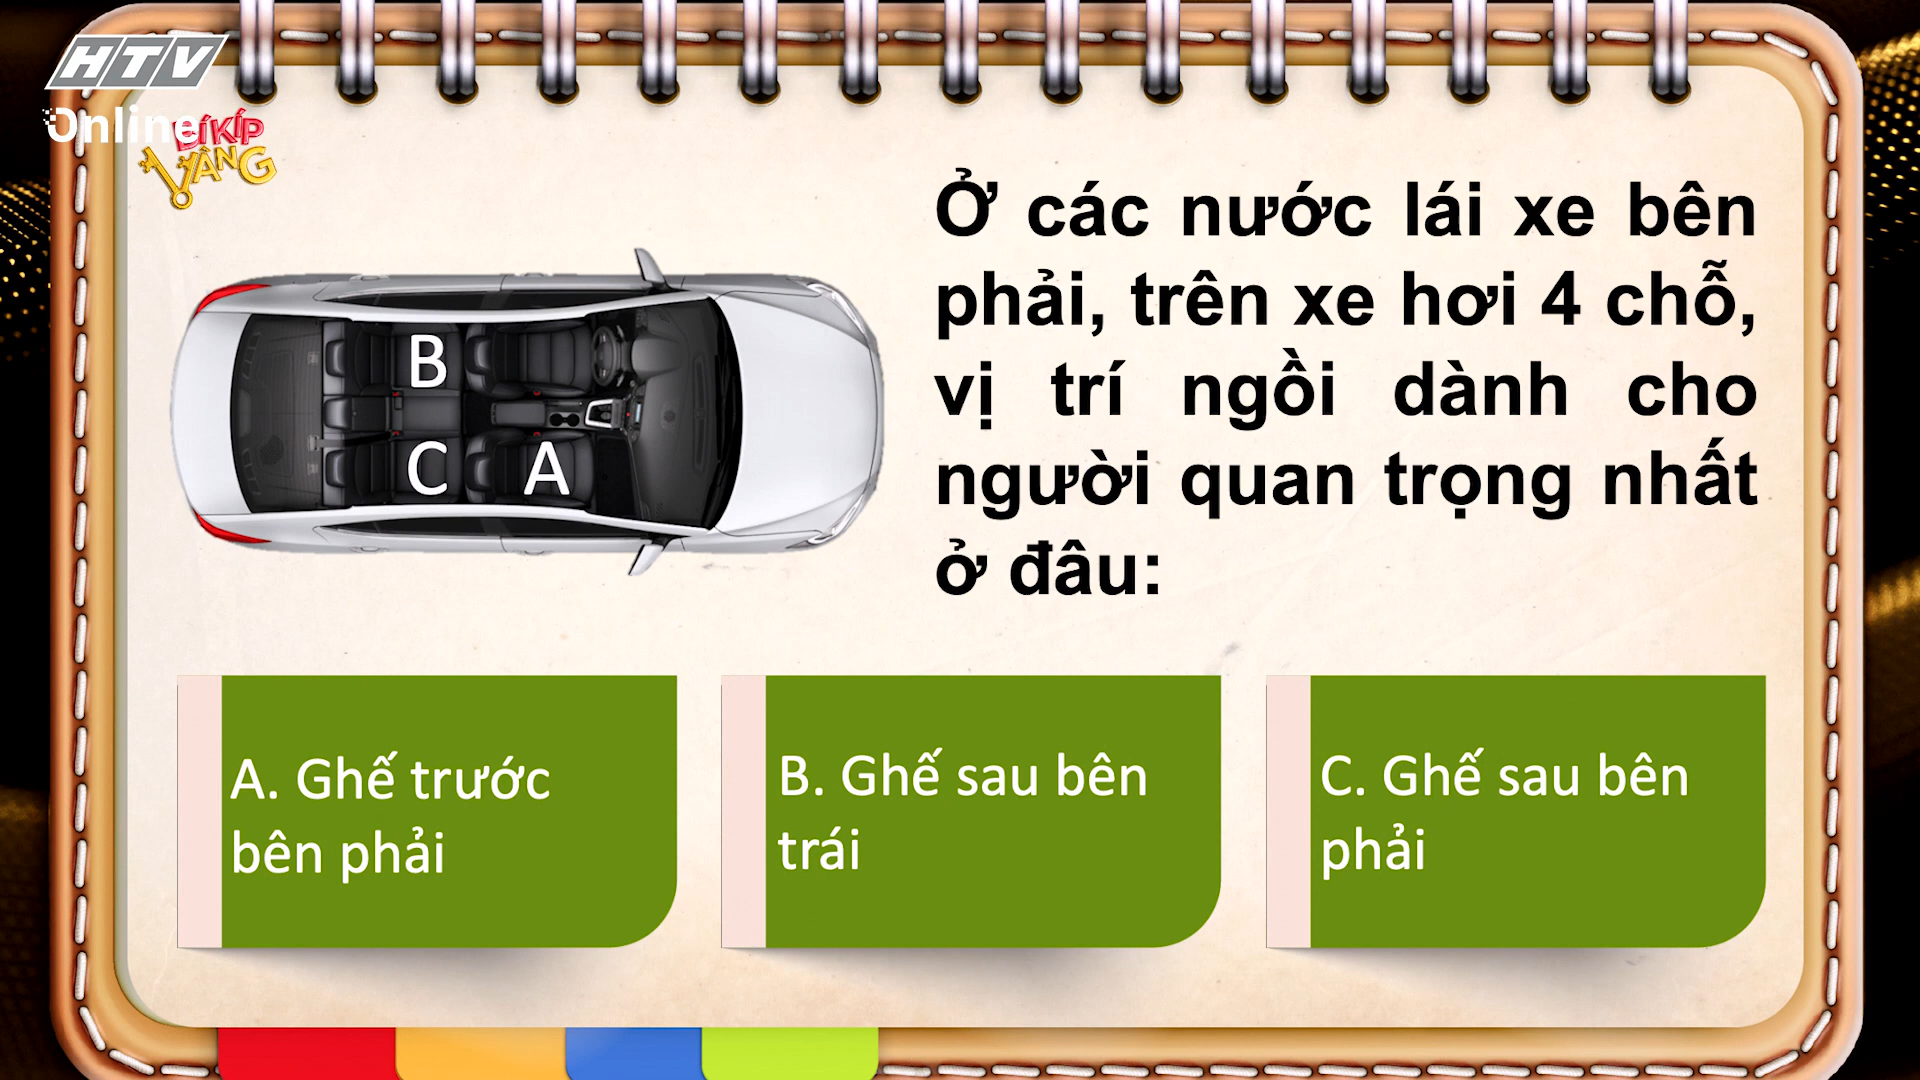 HTV
Online
BÍ KÍP
VÀNG
Ở các nước lái xe bên
phải, trên xe hơi 4 chỗ,
vị trí ngồi dành cho
người quan trọng nhất
ở đâu:
B
C
A
A. Ghế trước
bên phải
B. Ghế sau bên
trái
C. Ghế sau bên
phải